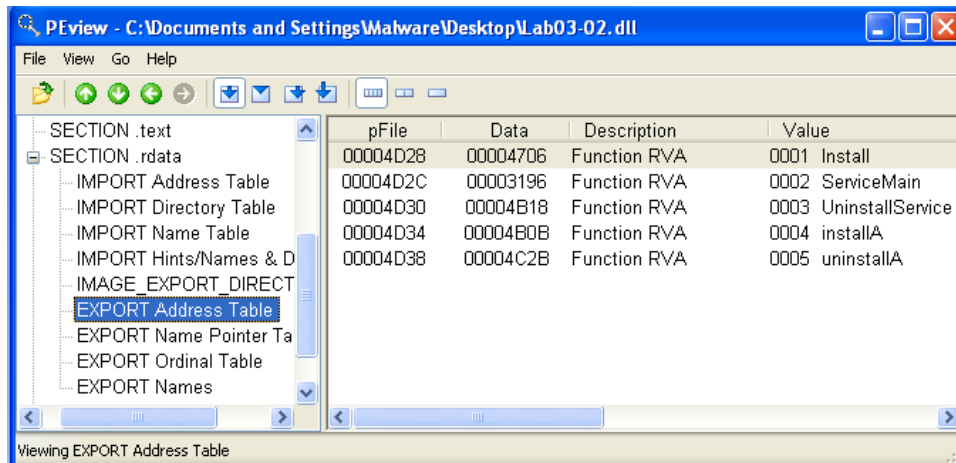 PEview - C:\Documents and Settings\Malware\Desktop\Lab03-02.dll
File View Go Help
SECTION .text
SECTION .rdata
IMPORT Address Table
IMPORT Directory Table
IMPORT Name Table
IMPORT Hints/Names & D
IMAGE_EXPORT_DIRECT
EXPORT Address Table
EXPORT Name Pointer Ta
EXPORT Ordinal Table
EXPORT Names
pFile Data Description Value
00004D28 00004706 Function RVA 0001 Install
00004D2C 00003196 Function RVA 0002 ServiceMain
00004D30 00004B18 Function RVA 0003 UninstallService
00004D34 00004B0B Function RVA 0004 installA
00004D38 00004C2B Function RVA 0005 uninstallA
Viewing EXPORT Address Table